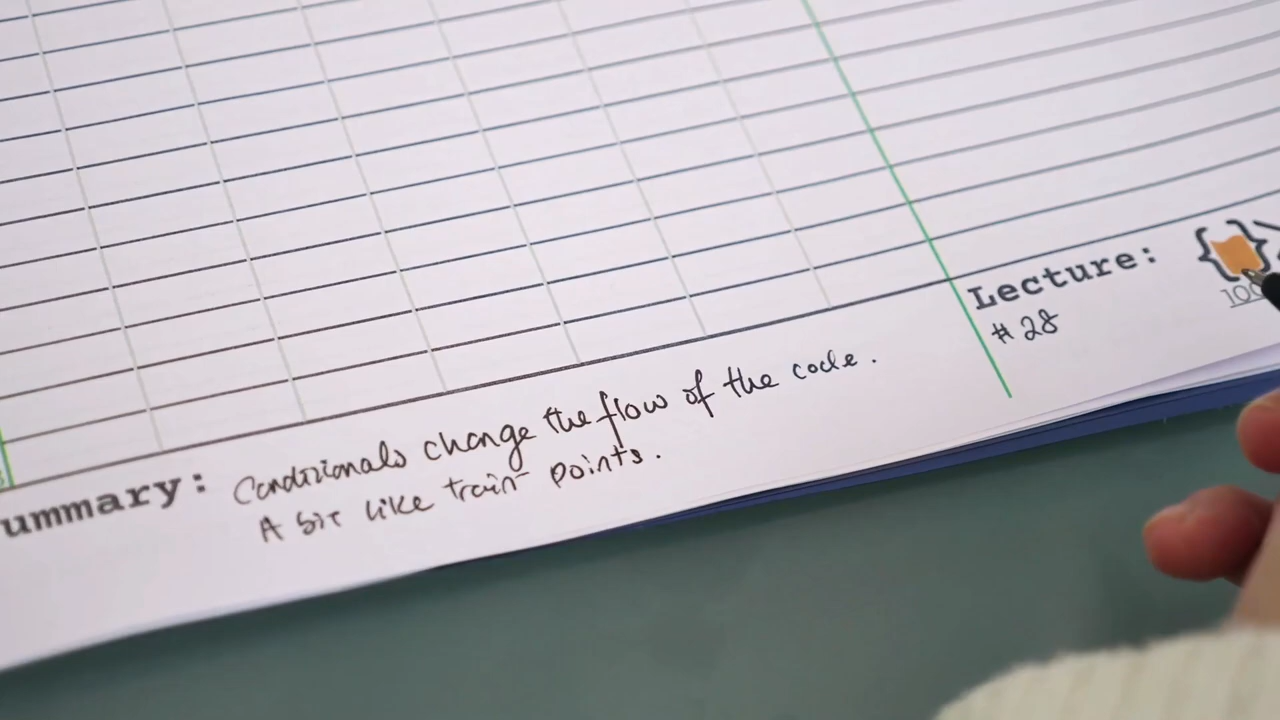 Lecture:
# 28
ummary:
Conditionals change the flow of the code.
A bit like train points.